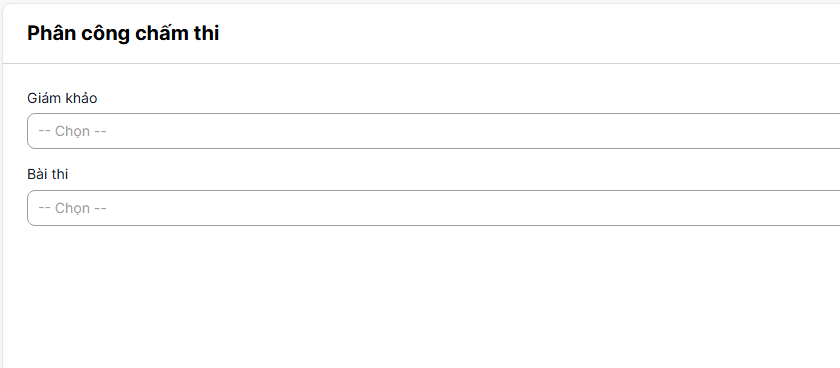 Phân công chấm thi
Giám khảo
-- Chọn --
Bài thi
-- Chọn --